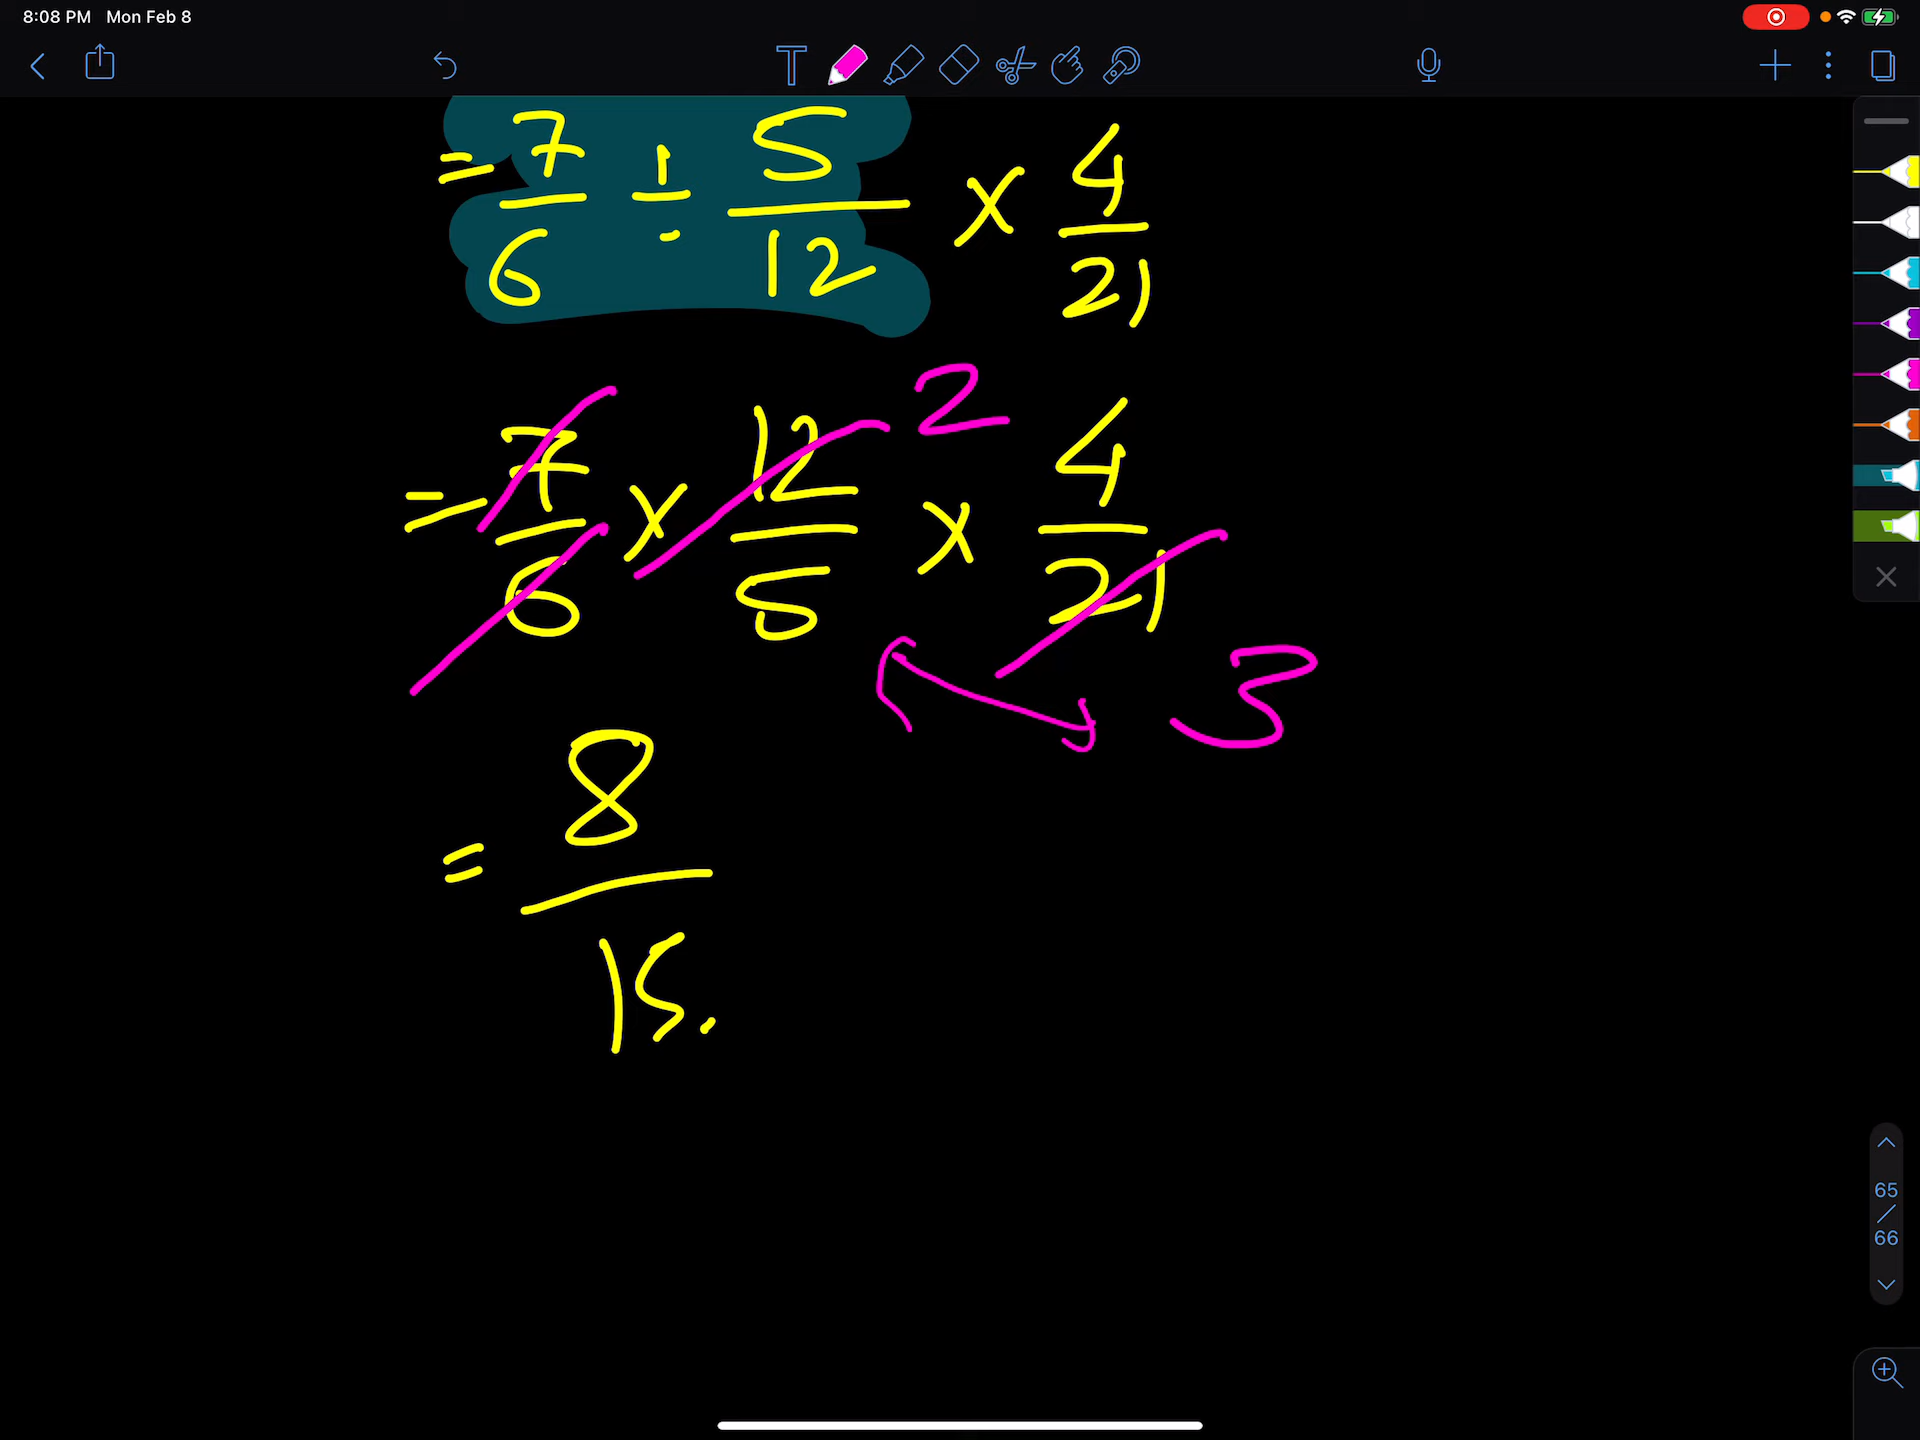 8:08 PM Mon Feb 8
= 7/6 ÷ 5/12 × 4/21
= 7/6 × 12/5 × 4/21
2
3
= 8/15.
65
/
66